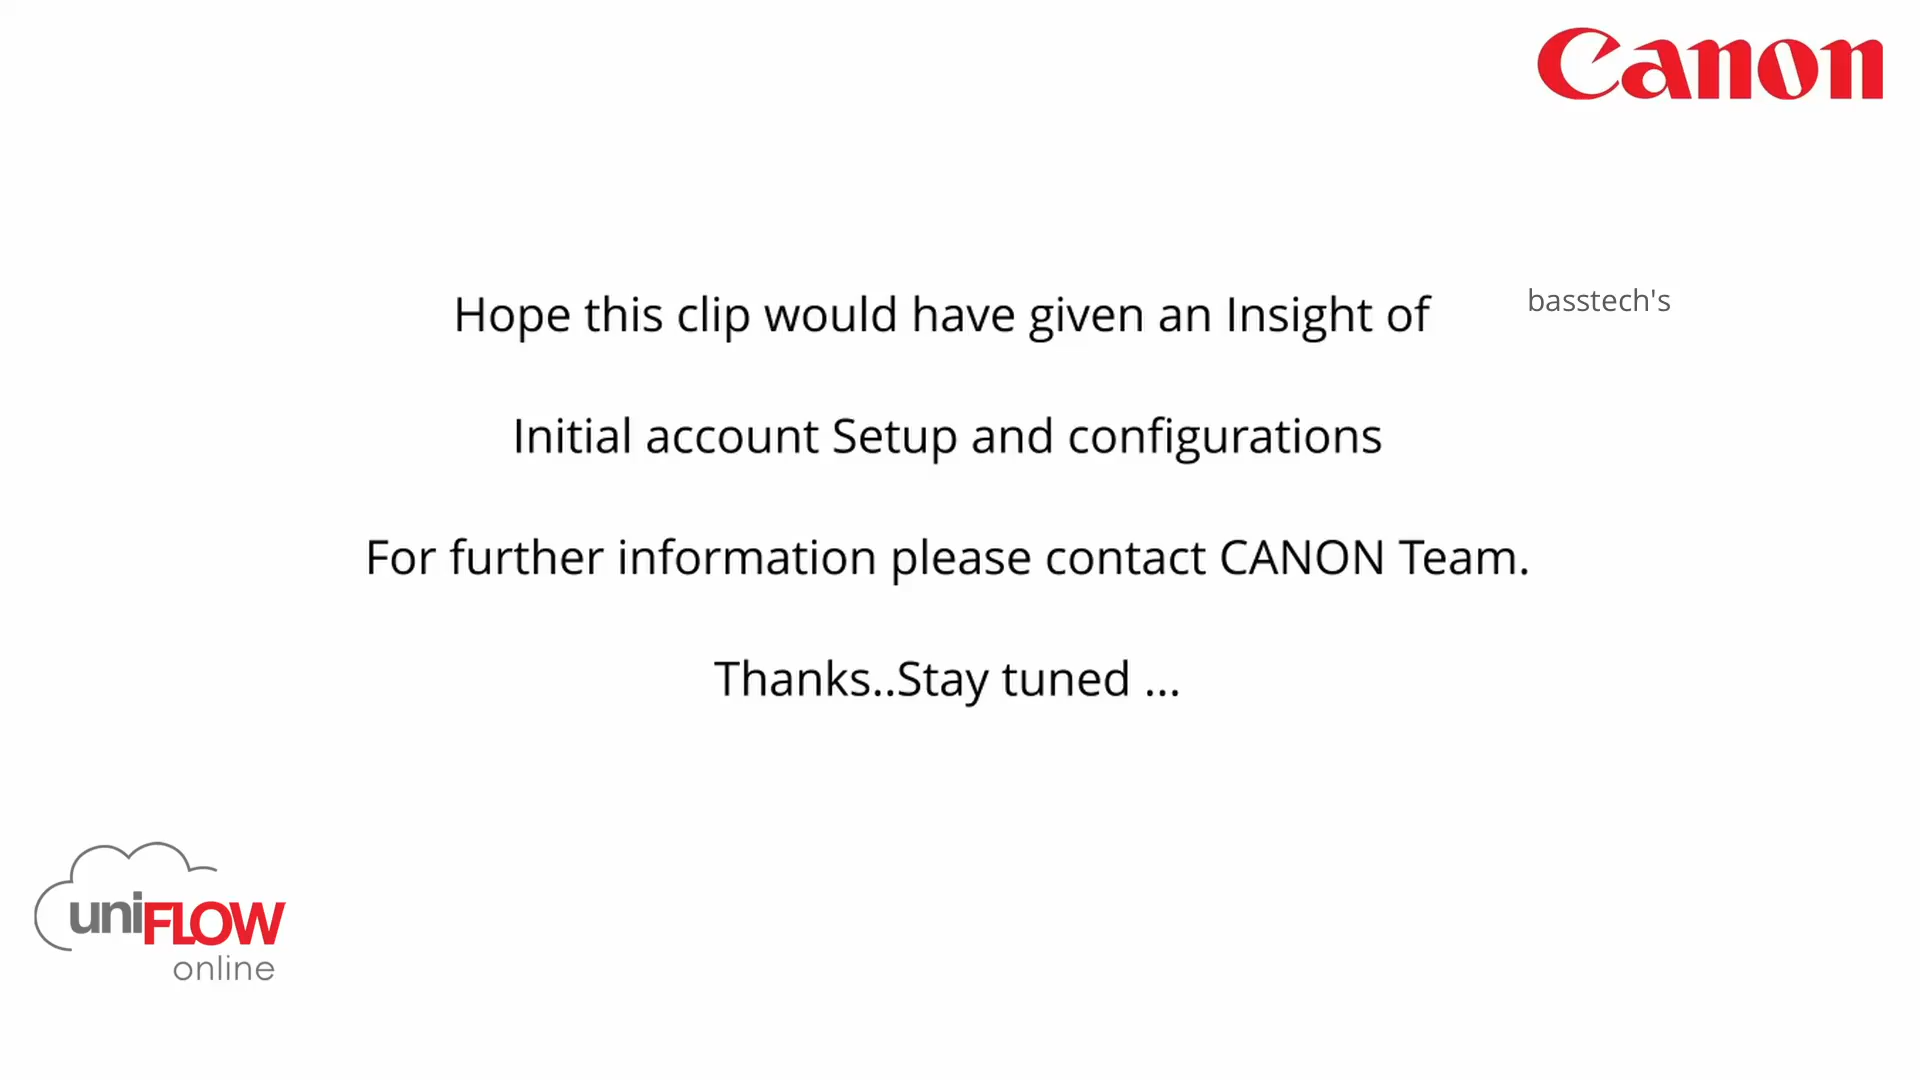 Canon
Hope this clip would have given an Insight of
basstech's
Initial account Setup and configurations
For further information please contact CANON Team.
Thanks..Stay tuned ...
uniFLOW
online